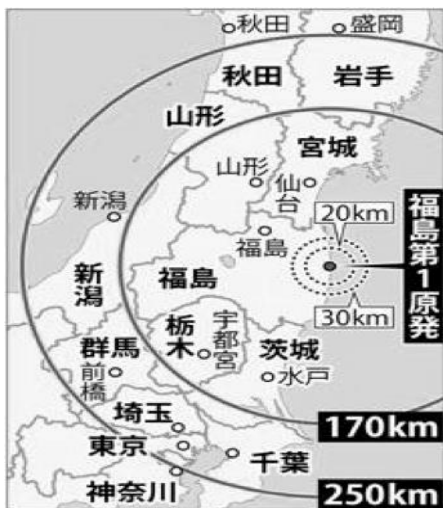 秋田
盛岡
秋田
岩手
山形
宮城
山形
仙台
新潟
20km
福島
福島第1原発
新潟
福島
30km
栃木
宇都宮
茨城
群馬
前橋
水戸
埼玉
170km
東京
千葉
神奈川
250km